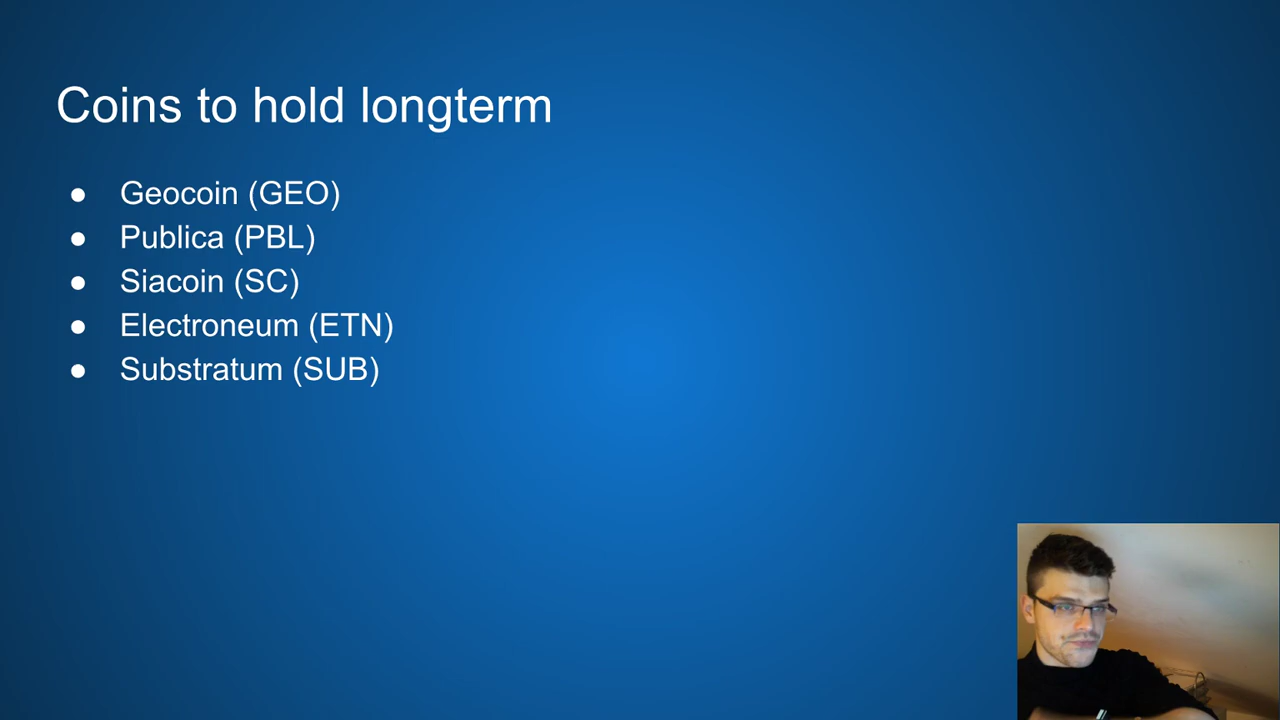 Coins to hold longterm
● Geocoin (GEO)
● Publica (PBL)
● Siacoin (SC)
● Electroneum (ETN)
● Substratum (SUB)